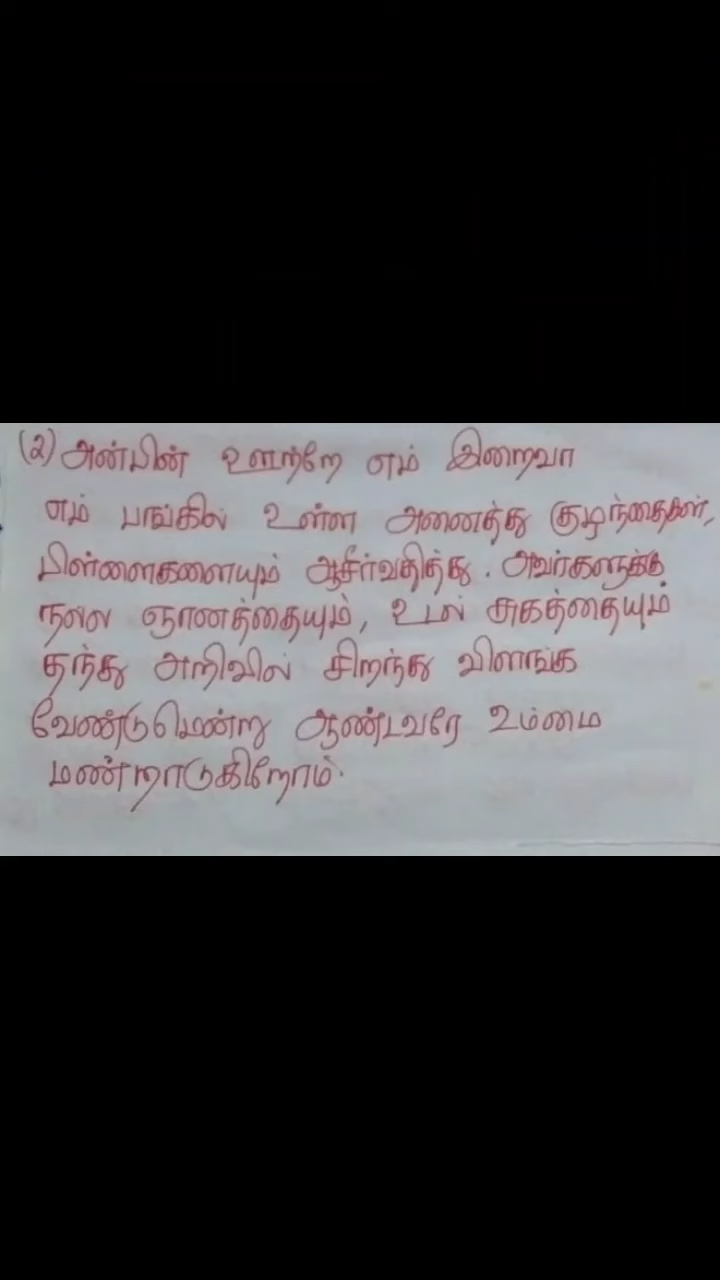 (2) அன்பின் ஊற்றே எம் இறைவா
எம் பங்கில் உள்ள அனைத்து குழந்தைகள்,
பிள்ளைகளையும் ஆசீர்வதித்து. அவர்களுக்கு
நல்ல ஞானத்தையும், உடல் சுகத்தையும்
தந்து அறிவில் சிறந்து விளங்க
வேண்டுமென்று ஆண்டவரே உம்மை
மண்றாடுகிறோம்.